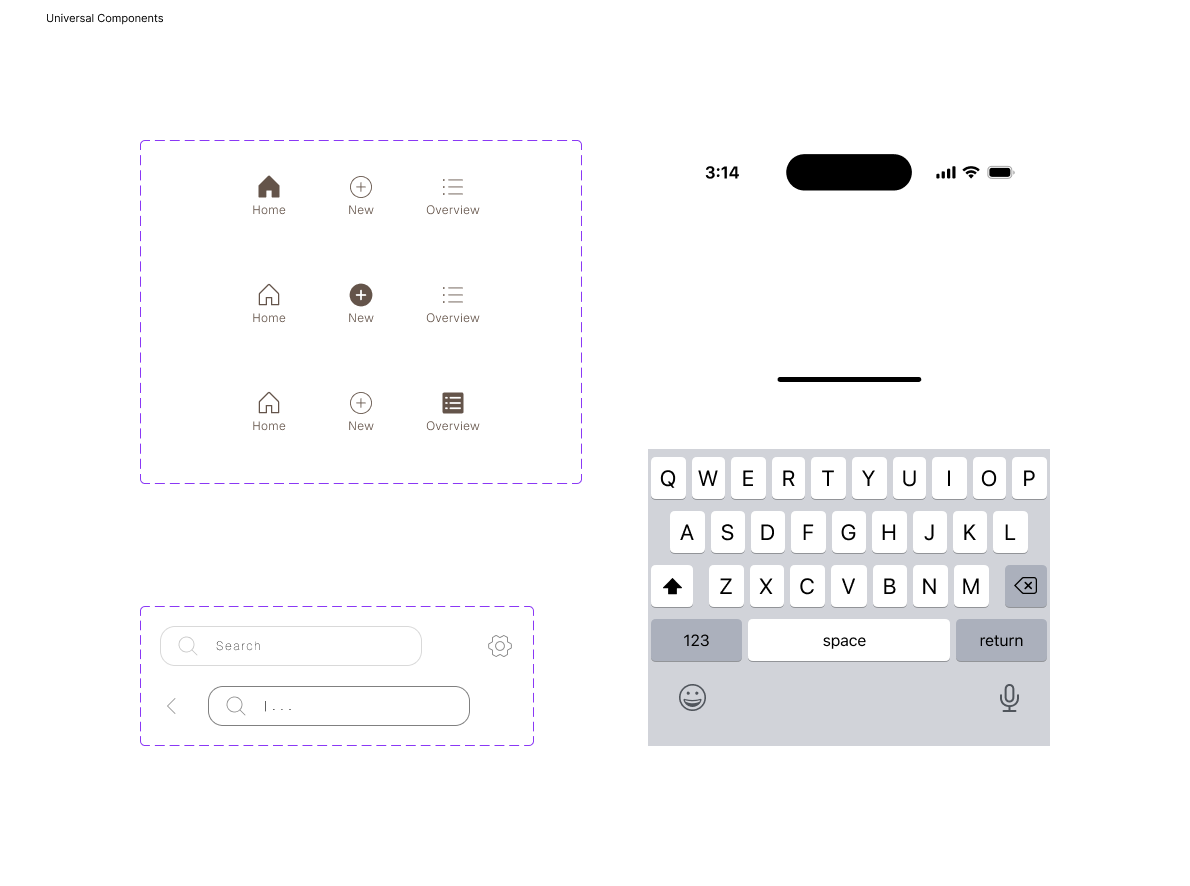 Universal Components
Home New Overview
Home New Overview
Home New Overview
Search
|...
3:14
Q W E R T Y U I O P
A S D F G H J K L
Z X C V B N M
123 space return